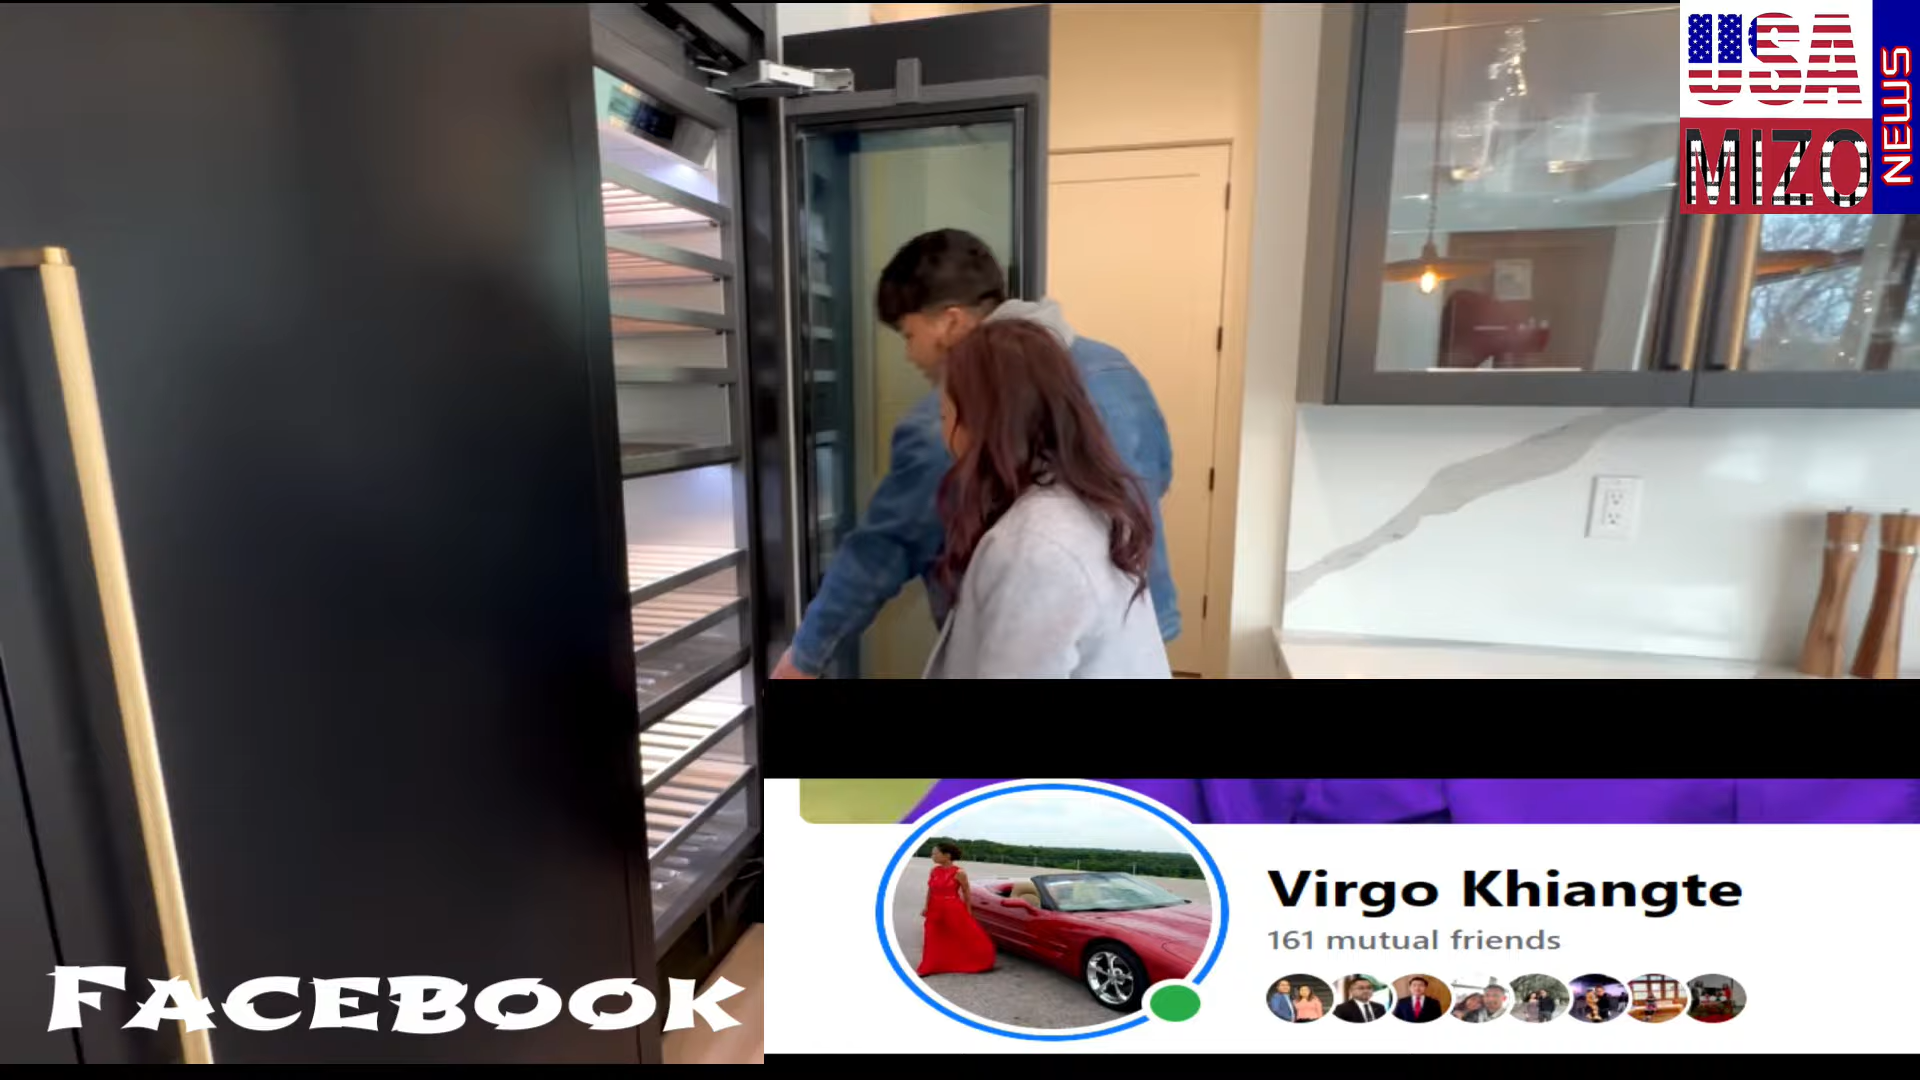 USA
MIZO
NEWS
FACEBOOK
Virgo Khiangte
161 mutual friends